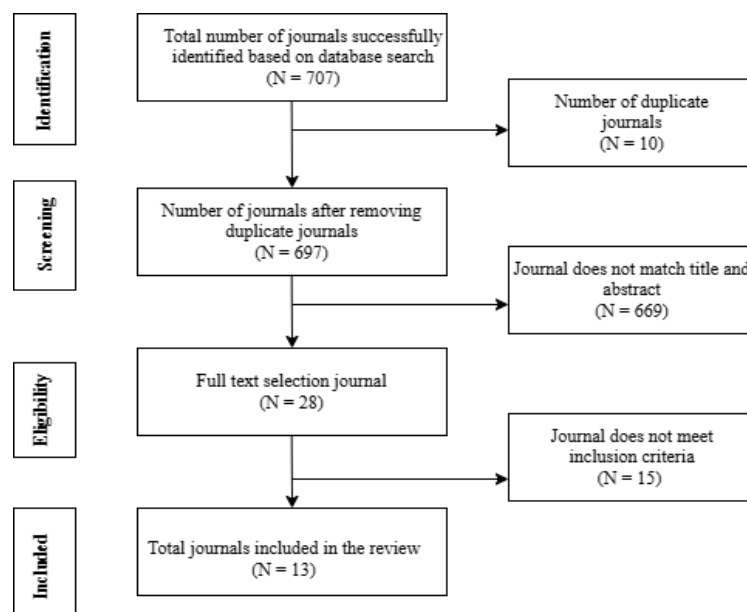 Identification
Total number of journals successfully
identified based on database search
(N = 707)
Number of duplicate
journals
(N = 10)
Screening
Number of journals after removing
duplicate journals
(N = 697)
Journal does not match title and
abstract
(N = 669)
Eligibility
Full text selection journal
(N = 28)
Journal does not meet
inclusion criteria
(N = 15)
Included
Total journals included in the review
(N = 13)